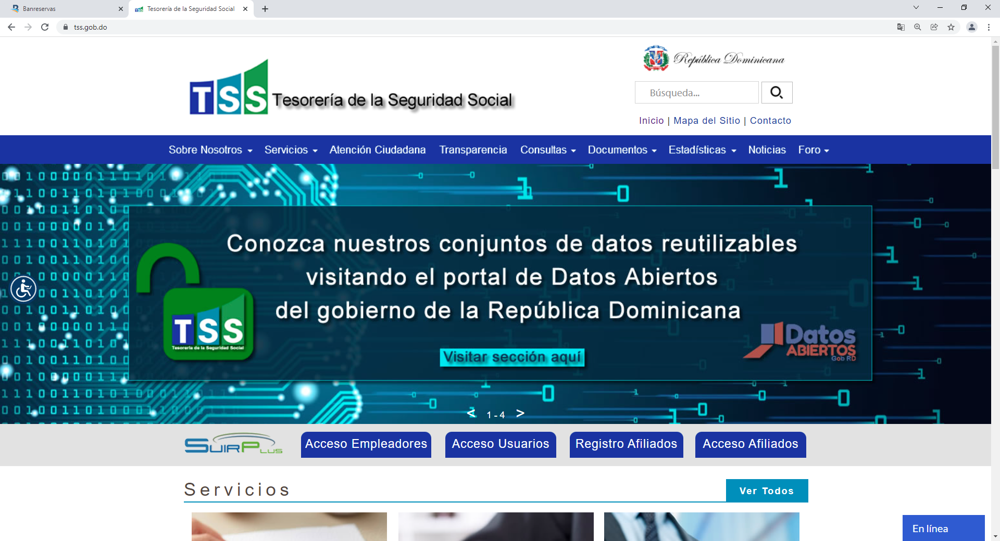 Banreservas
Tesorería de la Seguridad Social
tss.gob.do
República Dominicana
TSS Tesorería de la Seguridad Social
Búsqueda...
Inicio | Mapa del Sitio | Contacto
Sobre Nosotros Servicios Atención Ciudadana Transparencia Consultas Documentos Estadísticas Noticias Foro
Conozca nuestros conjuntos de datos reutilizables
visitando el portal de Datos Abiertos
del gobierno de la República Dominicana
TSS
Tesorería de la Seguridad Social
Datos
ABIERTOS
Gob RD
Visitar sección aquí
< 1 - 4 >
SUIRPLUS
Acceso Empleadores
Acceso Usuarios
Registro Afiliados
Acceso Afiliados
Servicios
Ver Todos
En línea